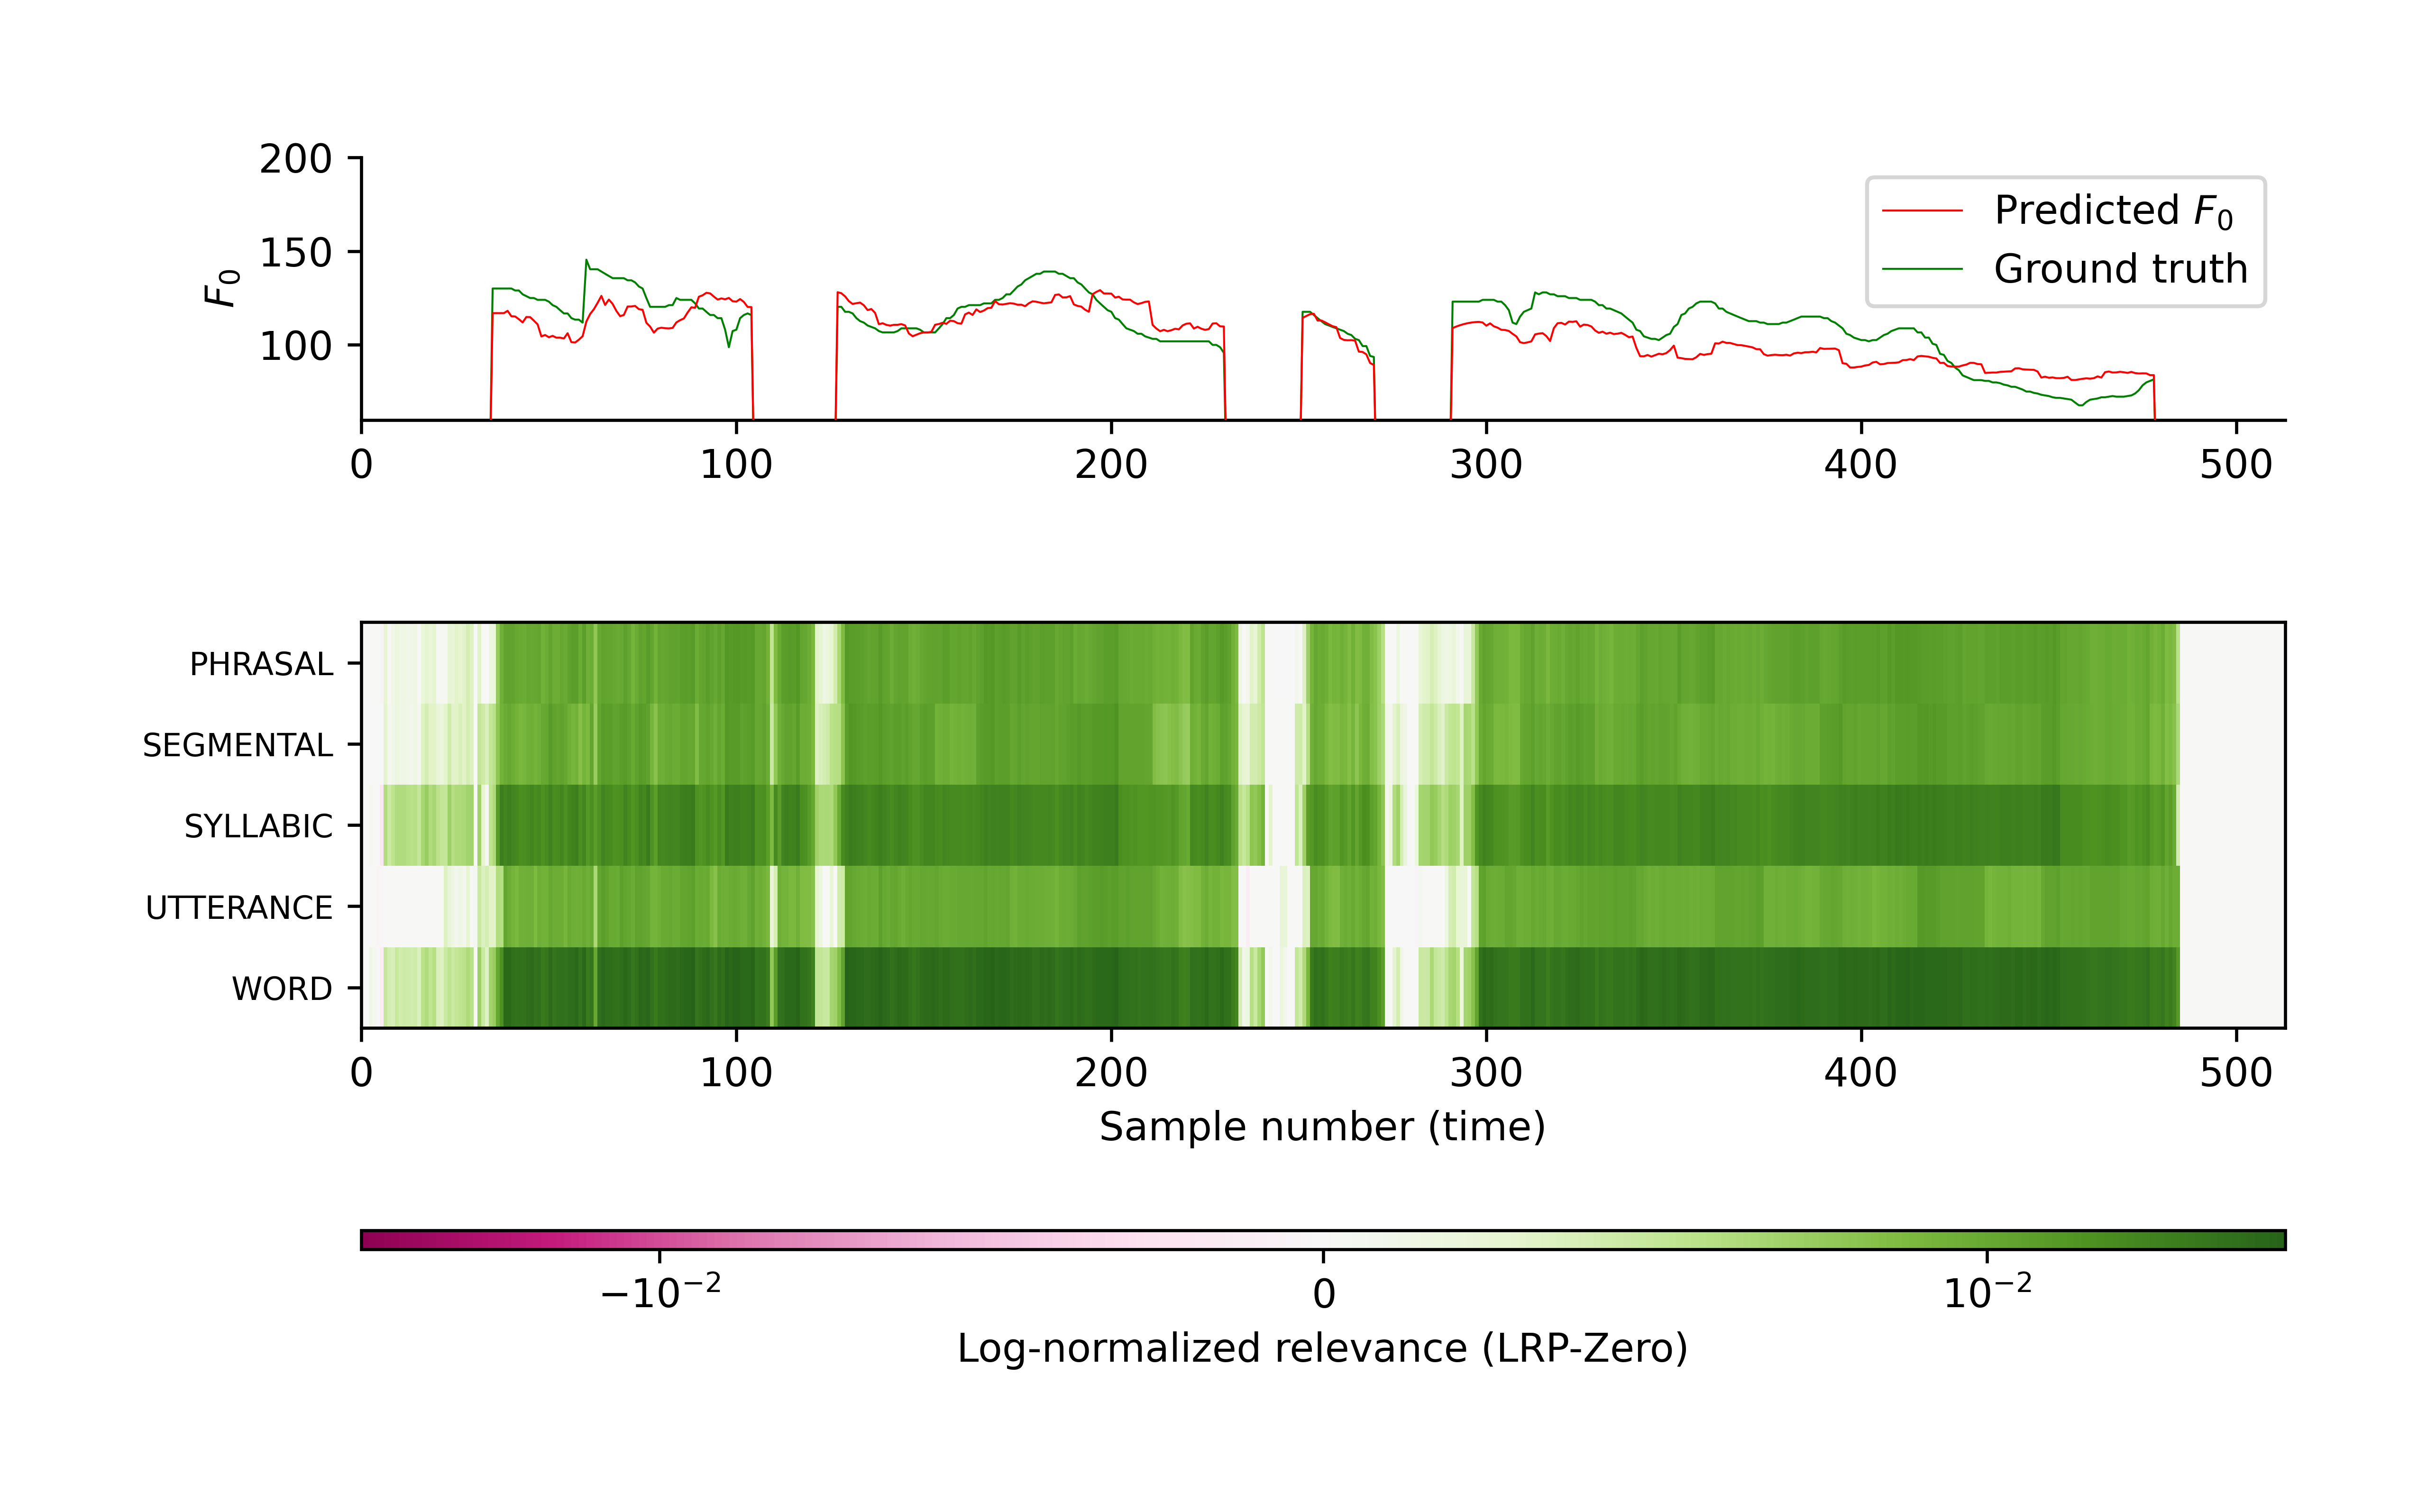 200
150
100
F₀
Predicted F₀
Ground truth
0 100 200 300 400 500
PHRASAL
SEGMENTAL
SYLLABIC
UTTERANCE
WORD
0 100 200 300 400 500
Sample number (time)
−10⁻² 0 10⁻²
Log-normalized relevance (LRP-Zero)